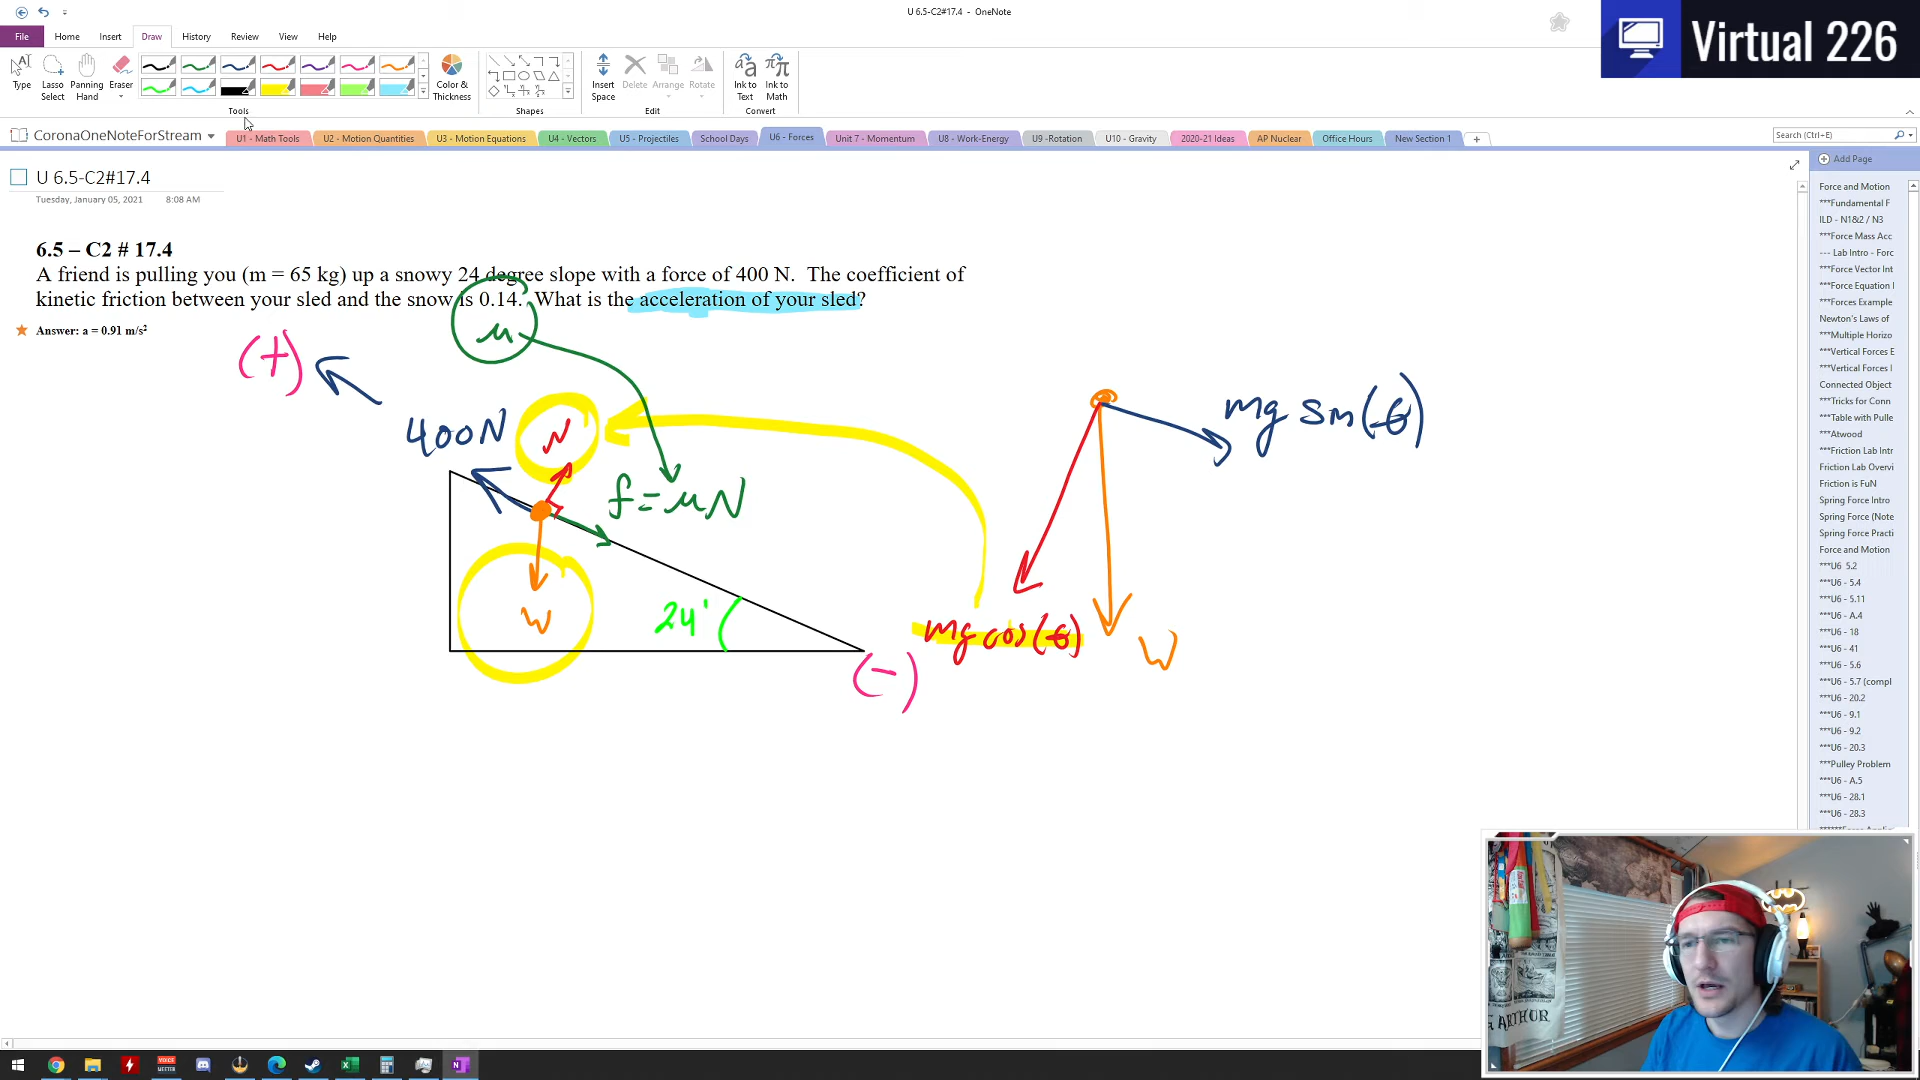 U 6.5-C2#17.4 - OneNote
Virtual 226
File Home Insert Draw History Review View Help
Type
Lasso Select
Panning Hand
Eraser
Color & Thickness
Insert Space
Delete
Arrange
Rotate
Ink to Text
Ink to Math
Tools
Shapes
Edit
Convert
CoronaOneNoteForStream
U1 - Math Tools
U2 - Motion Quantities
U3 - Motion Equations
U4 - Vectors
U5 - Projectiles
School Days
U6 - Forces
Unit 7 - Momentum
U8 - Work-Energy
U9 -Rotation
U10 - Gravity
2020-21 Ideas
AP Nuclear
Office Hours
New Section 1
Search (Ctrl+E)
Add Page
U 6.5-C2#17.4
Tuesday, January 05, 2021 8:08 AM
6.5 – C2 # 17.4
A friend is pulling you (m = 65 kg) up a snowy 24 degree slope with a force of 400 N. The coefficient of
kinetic friction between your sled and the snow is 0.14. What is the acceleration of your sled?
Answer: a = 0.91 m/s²
(+)
μ
400N
N
f = μN
W
24°
(-)
mg sin(θ)
mg cos(θ)
W
Force and Motion
***Fundamental F
ILD - N1&2 / N3
***Force Mass Acc
--- Lab Intro - Forc
***Force Vector Int
***Force Equation I
***Forces Example
Newton's Laws of
***Multiple Horizo
***Vertical Forces E
***Vertical Forces I
Connected Object
***Tricks for Conn
***Table with Pulle
***Atwood
***Friction Lab Intr
Friction Lab Overvi
Friction is FuN
Spring Force Intro
Spring Force (Note
Spring Force Practi
Force and Motion
***U6 5.2
***U6 - 5.4
***U6 - 5.11
***U6 - A.4
***U6 - 18
***U6 - 41
***U6 - 5.6
***U6 - 5.7 (compl
***U6 - 20.2
***U6 - 9.1
***U6 - 9.2
***U6 - 20.3
***Pulley Problem
***U6 - A.5
***U6 - 28.1
***U6 - 28.3
ARTHUR